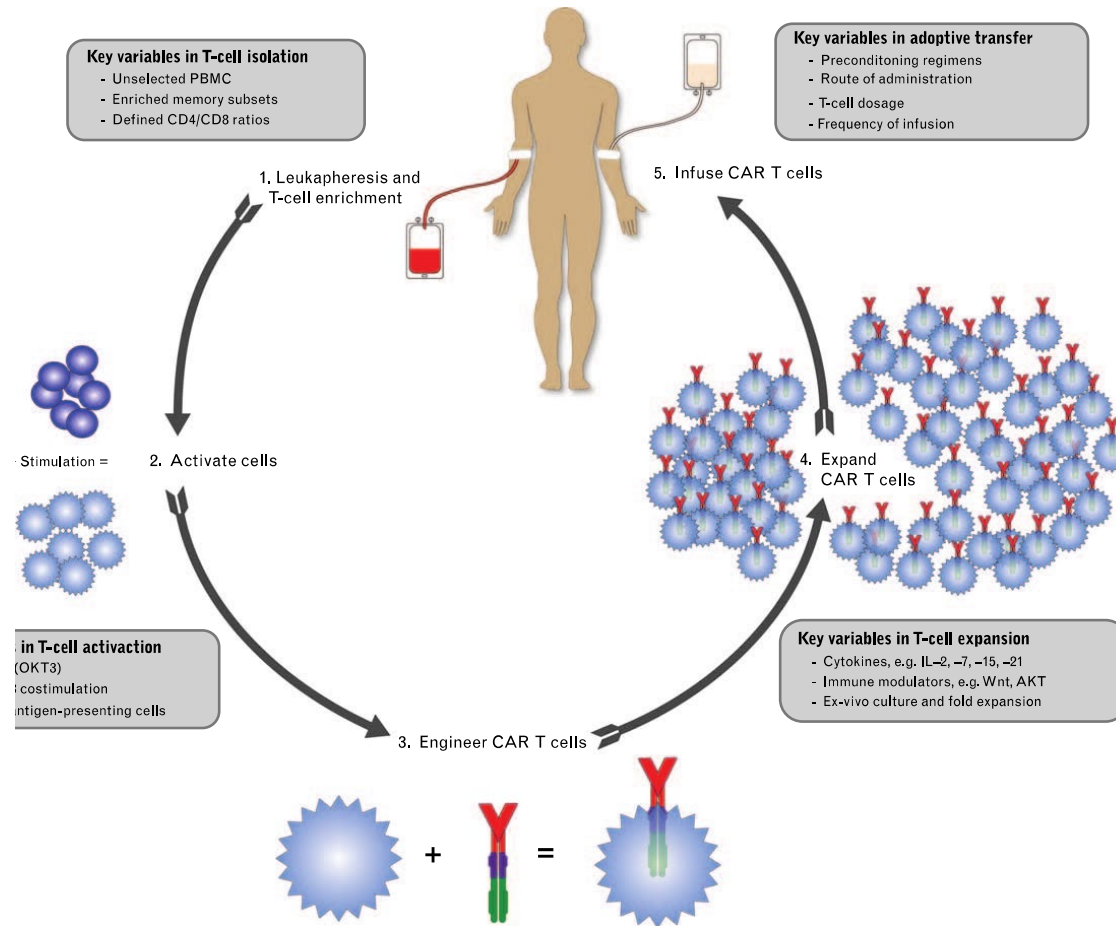 Key variables in T-cell isolation
- Unselected PBMC
- Enriched memory subsets
- Defined CD4/CD8 ratios
Key variables in adoptive transfer
- Preconditoning regimens
- Route of administration
- T-cell dosage
- Frequency of infusion
1. Leukapheresis and
T-cell enrichment
5. Infuse CAR T cells
Stimulation =
2. Activate cells
4. Expand
CAR T cells
in T-cell activaction
(OKT3)
costimulation
antigen-presenting cells
Key variables in T-cell expansion
- Cytokines, e.g. IL–2, –7, –15, –21
- Immune modulators, e.g. Wnt, AKT
- Ex-vivo culture and fold expansion
3. Engineer CAR T cells
+
=